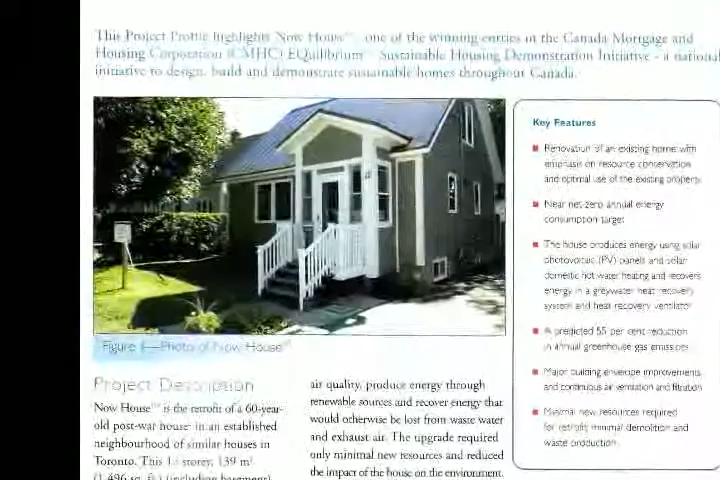 This Project Profile highlights Now House™, one of the winning entries in the Canada Mortgage and
Housing Corporation (CMHC) EQuilibrium™ Sustainable Housing Demonstration Initiative - a national
initiative to design, build and demonstrate sustainable homes throughout Canada.
Figure 1—Photo of Now House™
Project Description
Now House™ is the retrofit of a 60-year-
old post-war house in an established
neighbourhood of similar houses in
Toronto. This 1½ storey, 139 m²
(1,496 sq. ft.) (including basement)
air quality, produce energy through
renewable sources and recover energy that
would otherwise be lost from waste water
and exhaust air. The upgrade required
only minimal new resources and reduced
the impact of the house on the environment.
Key Features
Renovation of an existing home with
emphasis on resource conservation
and optimal use of the existing property
Near net-zero annual energy
consumption target
The house produces energy using solar
photovoltaic (PV) panels and solar
domestic hot water heating and recovers
energy in a greywater heat recovery
system and heat recovery ventilator
A predicted 55 per cent reduction
in annual greenhouse gas emissions
Major building envelope improvements
and continuous air ventilation and filtration
Minimal new resources required
for retrofit, minimal demolition and
waste production